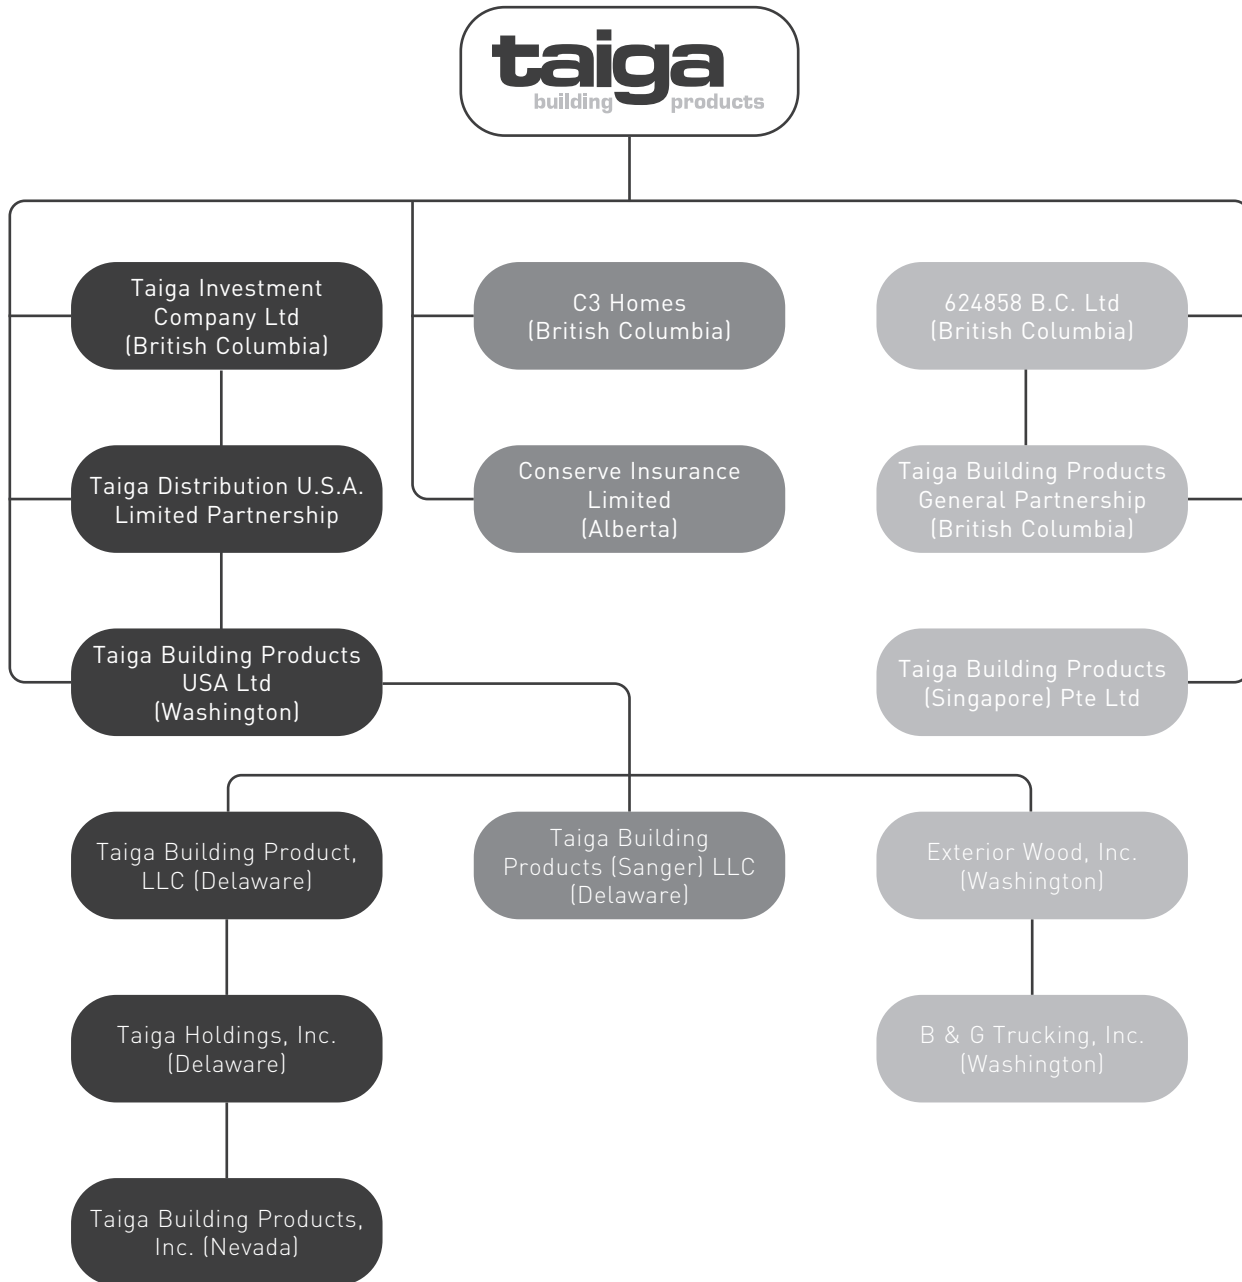 taiga
building products
Taiga Investment
Company Ltd
(British Columbia)
C3 Homes
(British Columbia)
624858 B.C. Ltd
(British Columbia)
Taiga Distribution U.S.A.
Limited Partnership
Conserve Insurance
Limited
(Alberta)
Taiga Building Products
General Partnership
(British Columbia)
Taiga Building Products
USA Ltd
(Washington)
Taiga Building Products
(Singapore) Pte Ltd
Taiga Building Product,
LLC (Delaware)
Taiga Building
Products (Sanger) LLC
(Delaware)
Exterior Wood, Inc.
(Washington)
Taiga Holdings, Inc.
(Delaware)
B & G Trucking, Inc.
(Washington)
Taiga Building Products,
Inc. (Nevada)